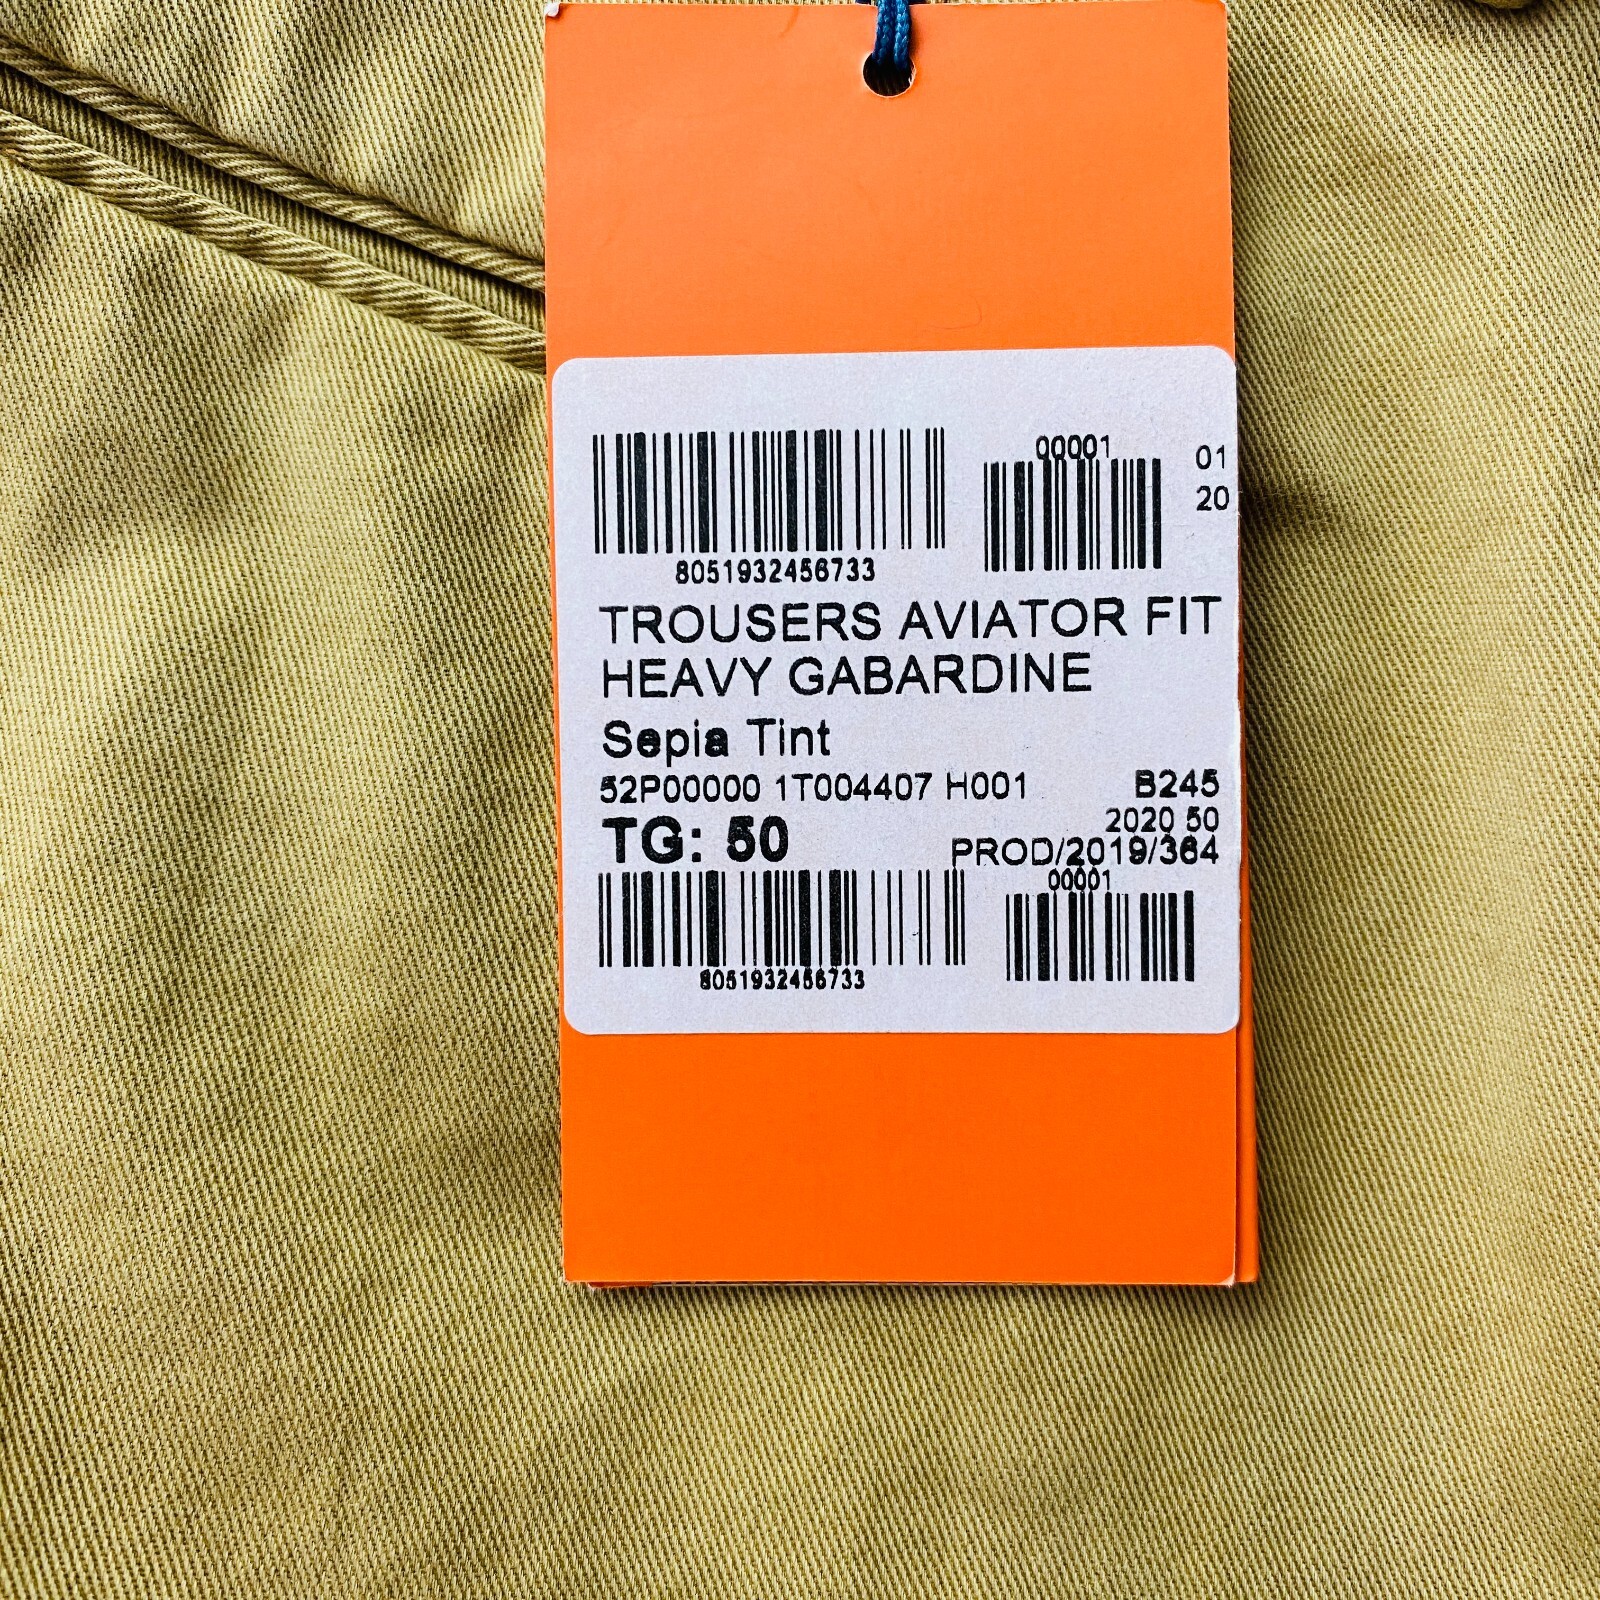 00001
01
20
8051932456733
TROUSERS AVIATOR FIT
HEAVY GABARDINE
Sepia Tint
52P00000 1T004407 H001 B245
2020 50
TG: 50 PROD/2019/364
00001
8051932456733